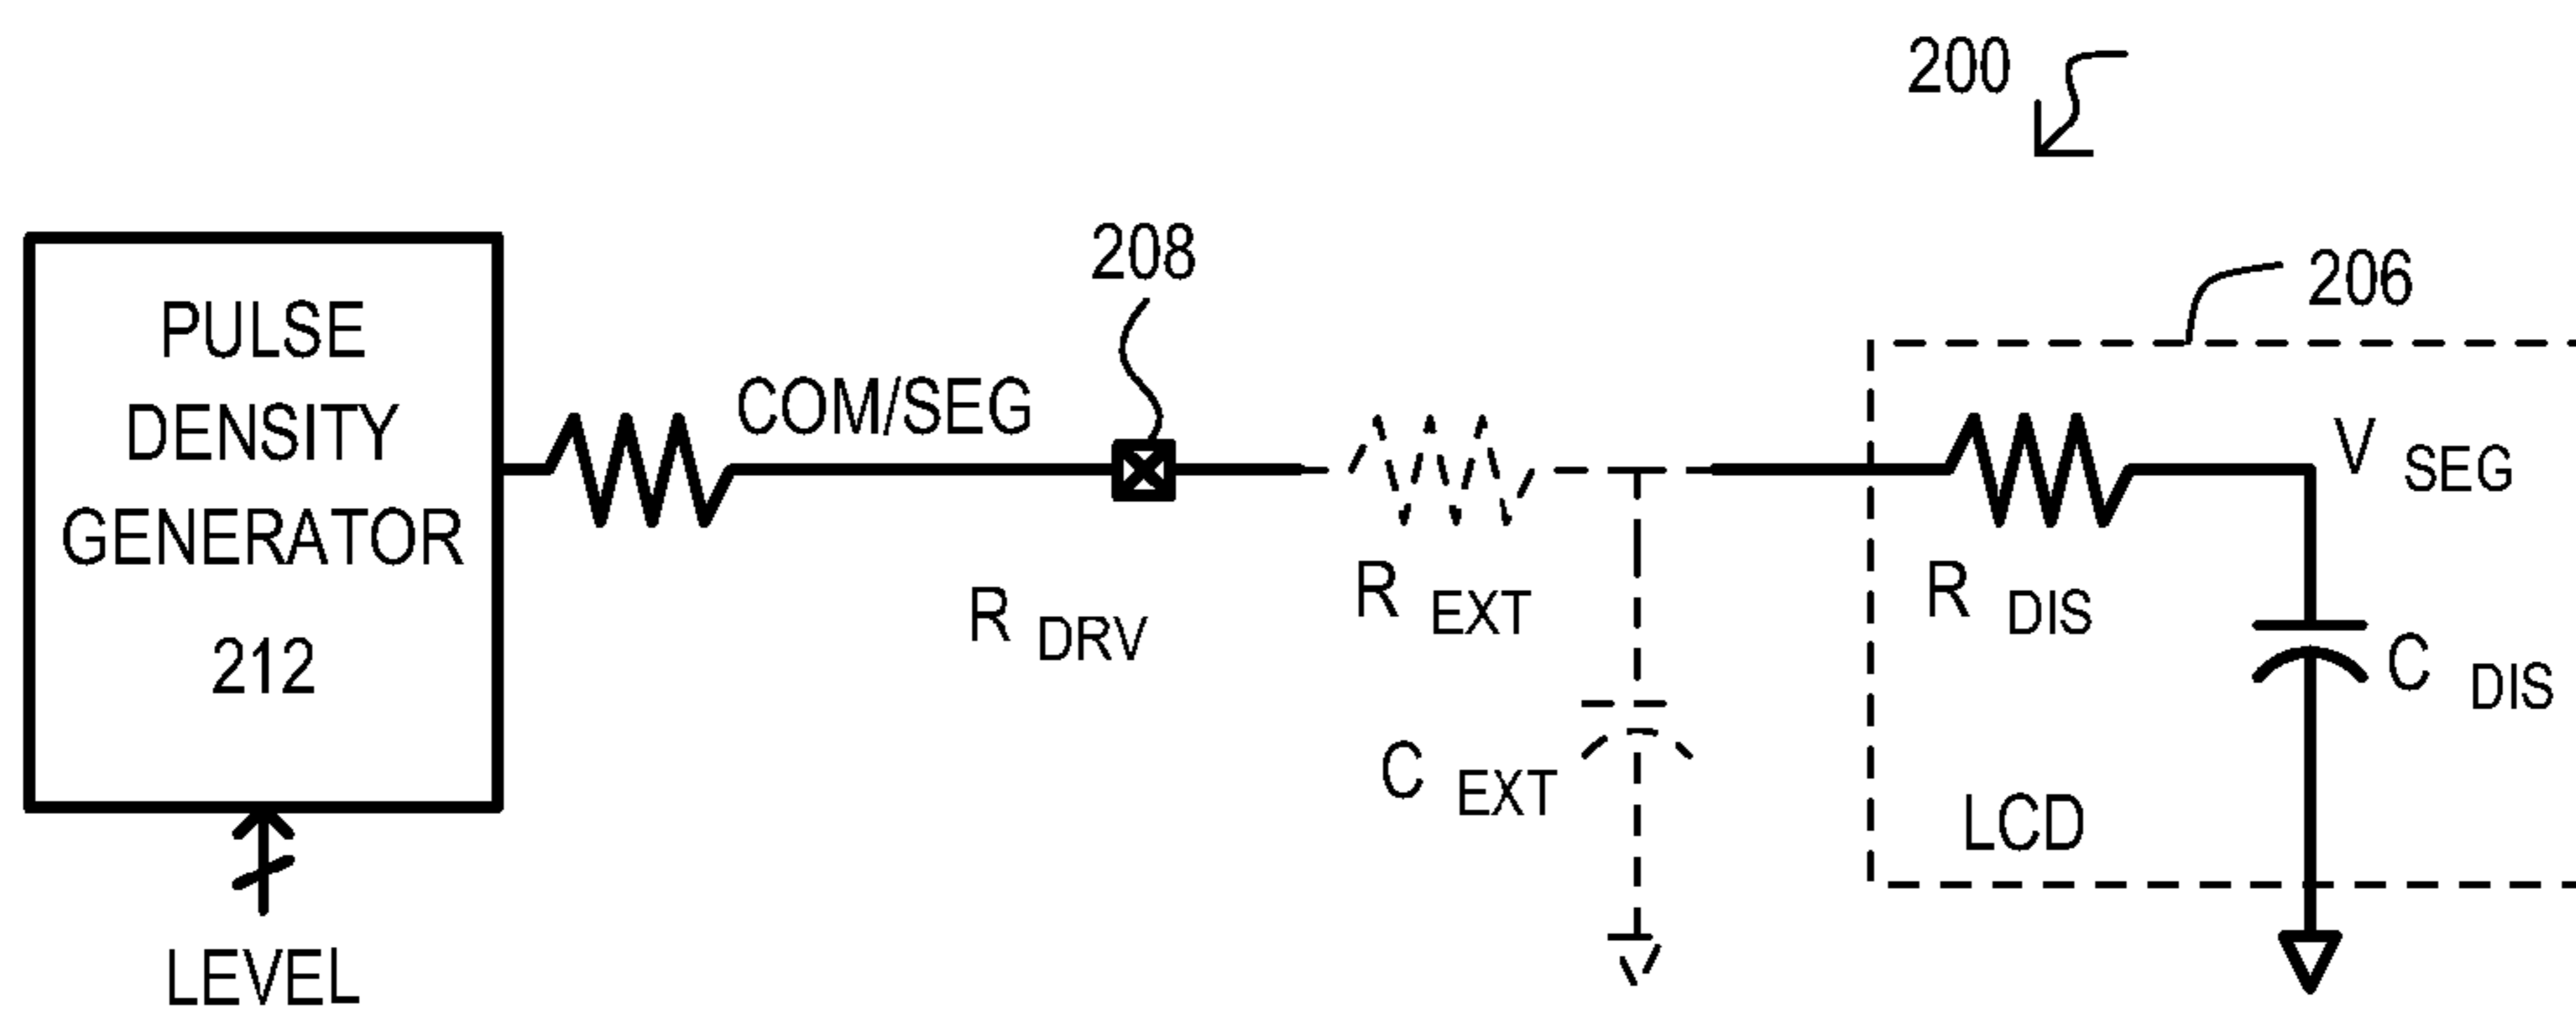 200
208
206
PULSE
DENSITY
GENERATOR
212
COM/SEG
V SEG
R DRV
R EXT
R DIS
C EXT
C DIS
LCD
LEVEL